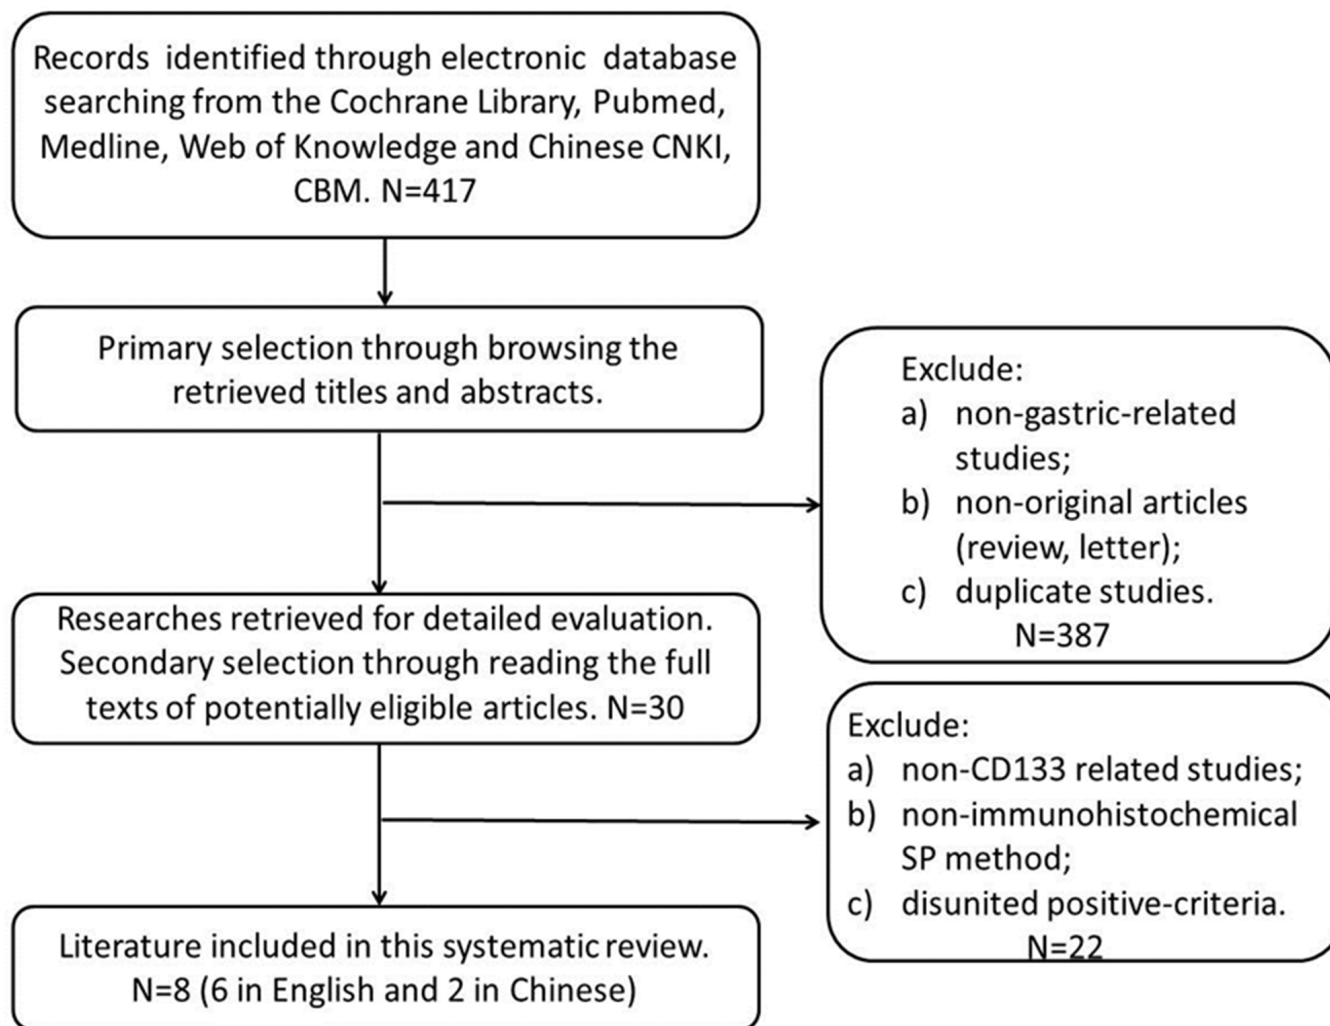 Records identified through electronic database
searching from the Cochrane Library, Pubmed,
Medline, Web of Knowledge and Chinese CNKI,
CBM. N=417
Primary selection through browsing the
retrieved titles and abstracts.
Exclude:
a) non-gastric-related
studies;
b) non-original articles
(review, letter);
c) duplicate studies.
N=387
Researches retrieved for detailed evaluation.
Secondary selection through reading the full
texts of potentially eligible articles. N=30
Exclude:
a) non-CD133 related studies;
b) non-immunohistochemical
SP method;
c) disunited positive-criteria.
N=22
Literature included in this systematic review.
N=8 (6 in English and 2 in Chinese)